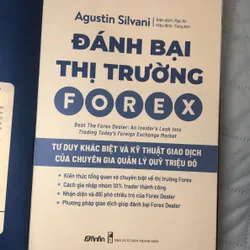 Agustin Silvani
ĐÁNH BẠI
THỊ TRƯỜNG
FOREX
Beat The Forex Dealer: An Insider's Look Into
Trading Today's Foreign Exchange Market
TƯ DUY KHÁC BIỆT VÀ KỸ THUẬT GIAO DỊCH
CỦA CHUYÊN GIA QUẢN LÝ QUỸ TRIỆU ĐÔ
• Kiến thức tổng quan và chuyên biệt về thị trường Forex
• Cách gia nhập nhóm 10% trader thành công
• Nhận diện và đối phó chiêu trò của Forex Dealer
• Phương pháp giao dịch giúp đánh bại Forex Dealer